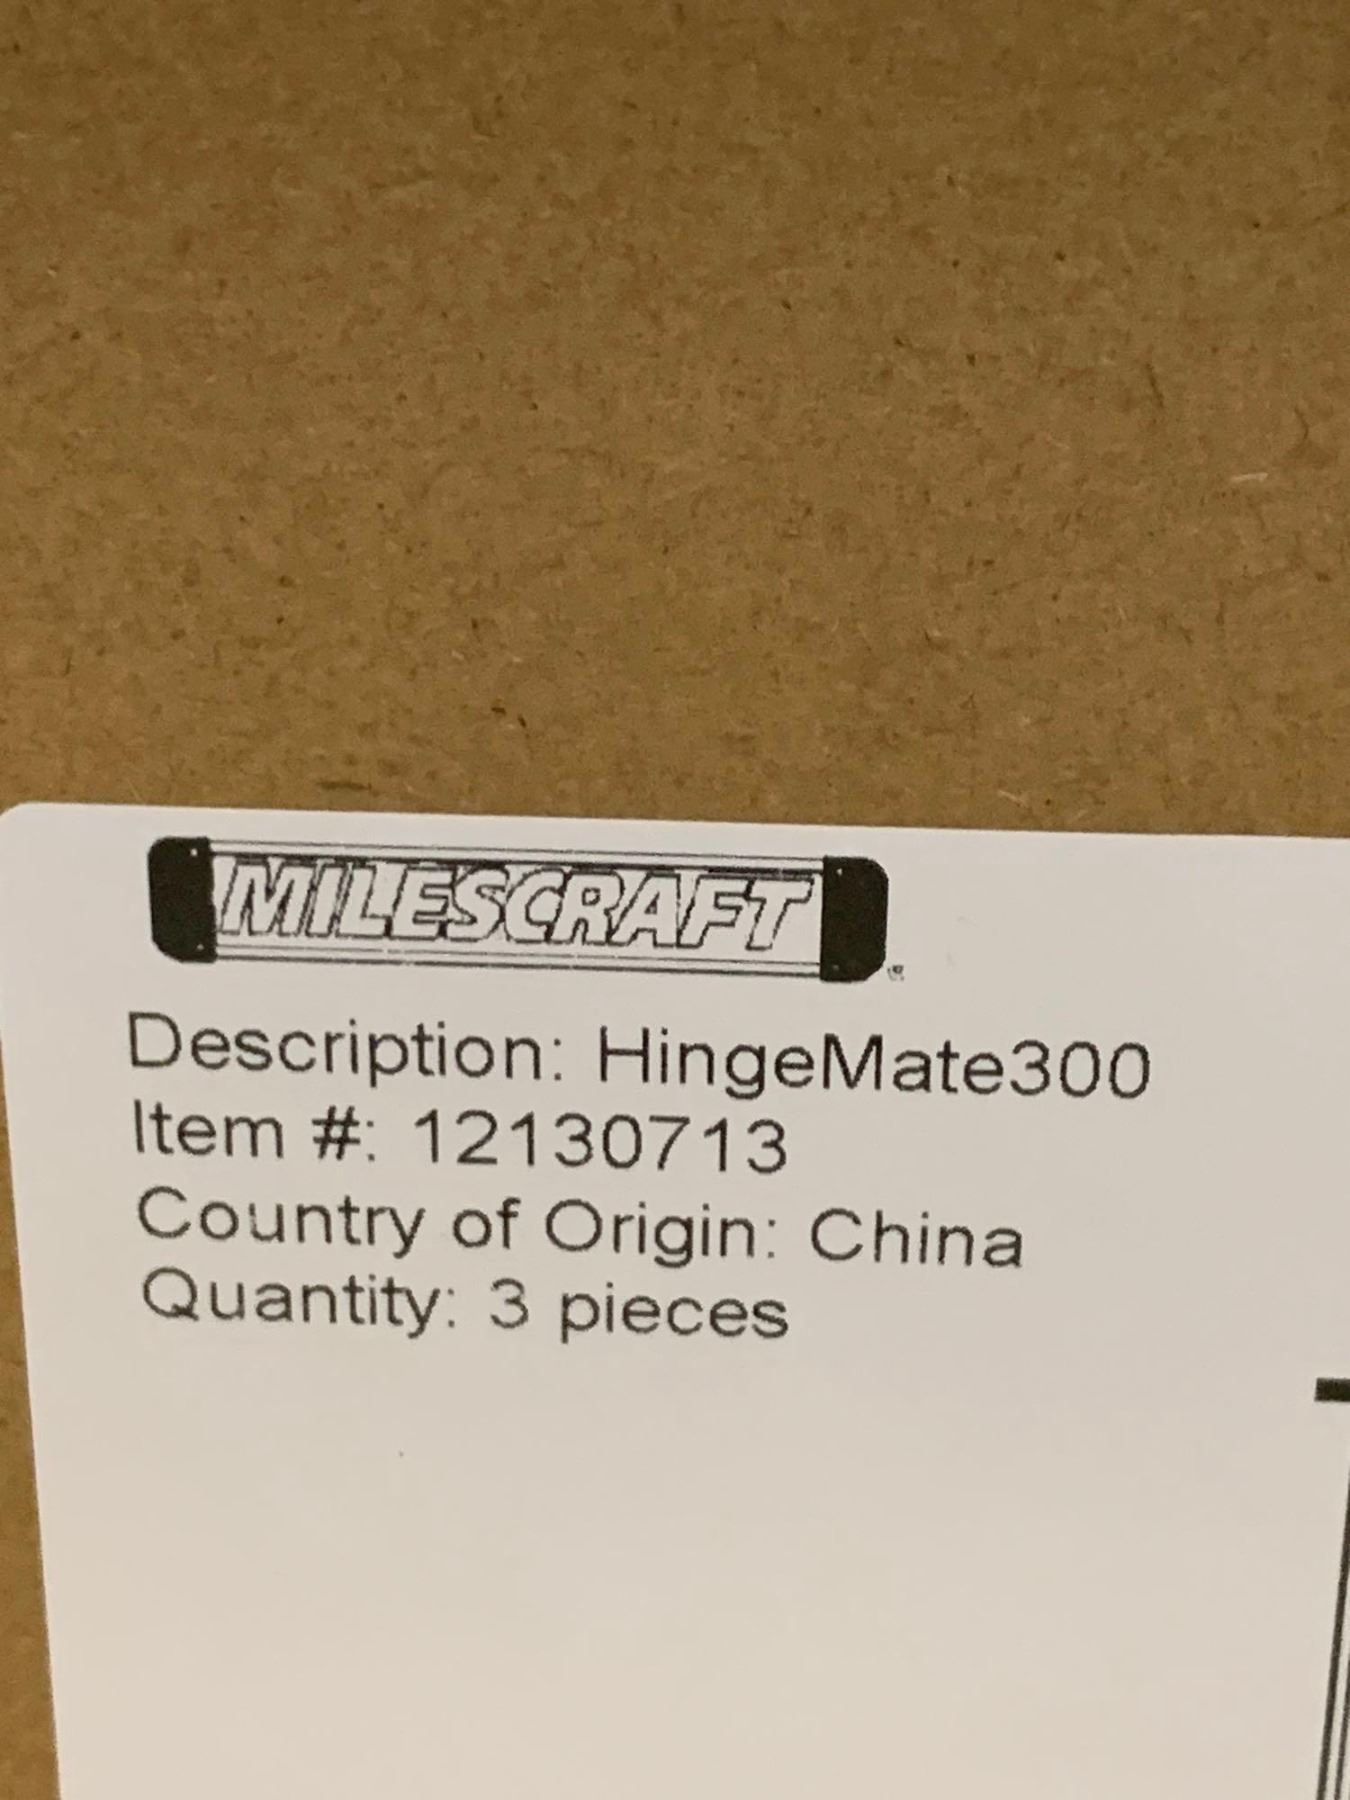 MILESCRAFT
Description: HingeMate300
Item #: 12130713
Country of Origin: China
Quantity: 3 pieces